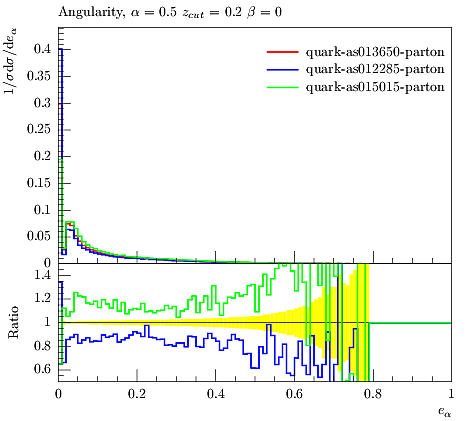 Angularity, α = 0.5 z_cut = 0.2 β = 0
1/σ dσ/de_α
quark-as013650-parton
quark-as012285-parton
quark-as015015-parton
0.4
0.35
0.3
0.25
0.2
0.15
0.1
0.05
0
Ratio
1.4
1.2
1
0.8
0.6
0 0.2 0.4 0.6 0.8 1
e_α